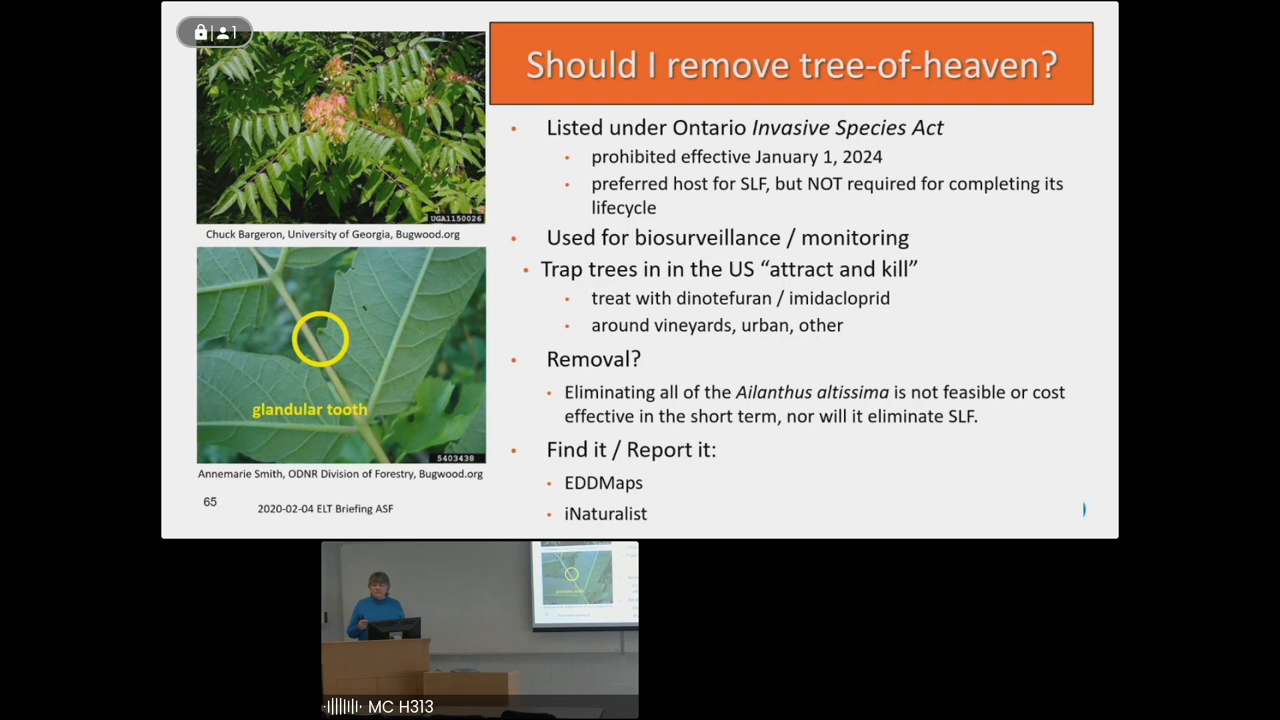 1
Should I remove tree-of-heaven?
UGA1150026
Chuck Bargeron, University of Georgia, Bugwood.org
glandular tooth
5403438
Annemarie Smith, ODNR Division of Forestry, Bugwood.org
65
2020-02-04 ELT Briefing ASF
• Listed under Ontario Invasive Species Act
• prohibited effective January 1, 2024
• preferred host for SLF, but NOT required for completing its
lifecycle
• Used for biosurveillance / monitoring
• Trap trees in in the US “attract and kill”
• treat with dinotefuran / imidacloprid
• around vineyards, urban, other
• Removal?
• Eliminating all of the Ailanthus altissima is not feasible or cost
effective in the short term, nor will it eliminate SLF.
• Find it / Report it:
• EDDMaps
• iNaturalist
MC H313